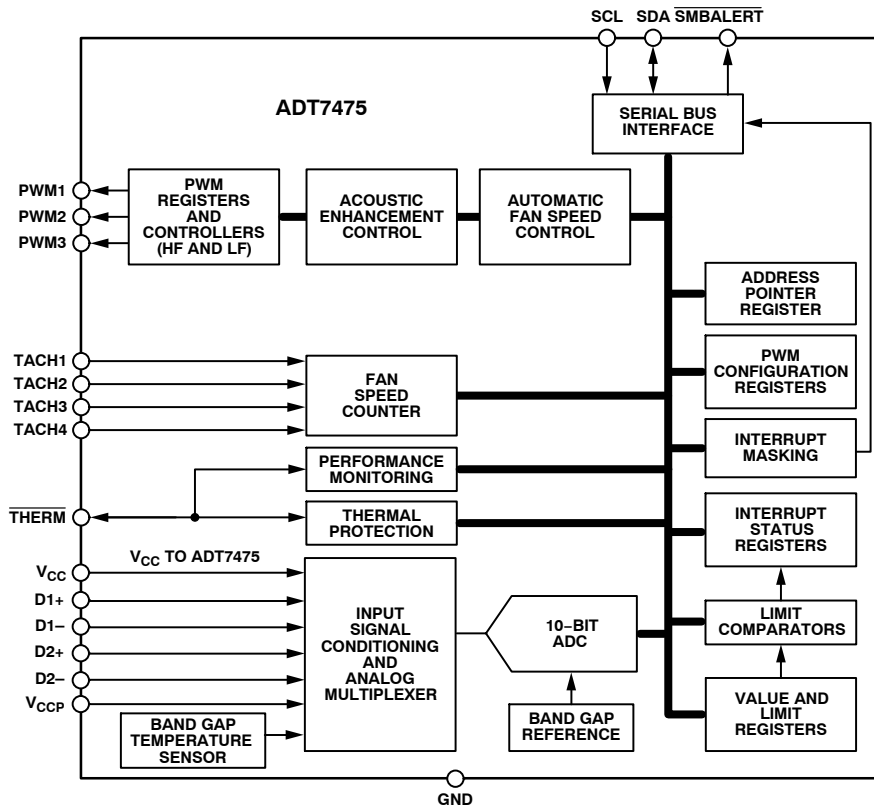 SCL SDA SMBALERT
ADT7475
SERIAL BUS
INTERFACE
PWM1
PWM2
PWM3
PWM
REGISTERS
AND
CONTROLLERS
(HF AND LF)
ACOUSTIC
ENHANCEMENT
CONTROL
AUTOMATIC
FAN SPEED
CONTROL
ADDRESS
POINTER
REGISTER
TACH1
TACH2
TACH3
TACH4
FAN
SPEED
COUNTER
PWM
CONFIGURATION
REGISTERS
PERFORMANCE
MONITORING
INTERRUPT
MASKING
THERM
THERMAL
PROTECTION
INTERRUPT
STATUS
REGISTERS
VCC
D1+
D1–
D2+
D2–
VCCP
VCC TO ADT7475
INPUT
SIGNAL
CONDITIONING
AND
ANALOG
MULTIPLEXER
10–BIT
ADC
LIMIT
COMPARATORS
BAND GAP
TEMPERATURE
SENSOR
BAND GAP
REFERENCE
VALUE AND
LIMIT
REGISTERS
GND